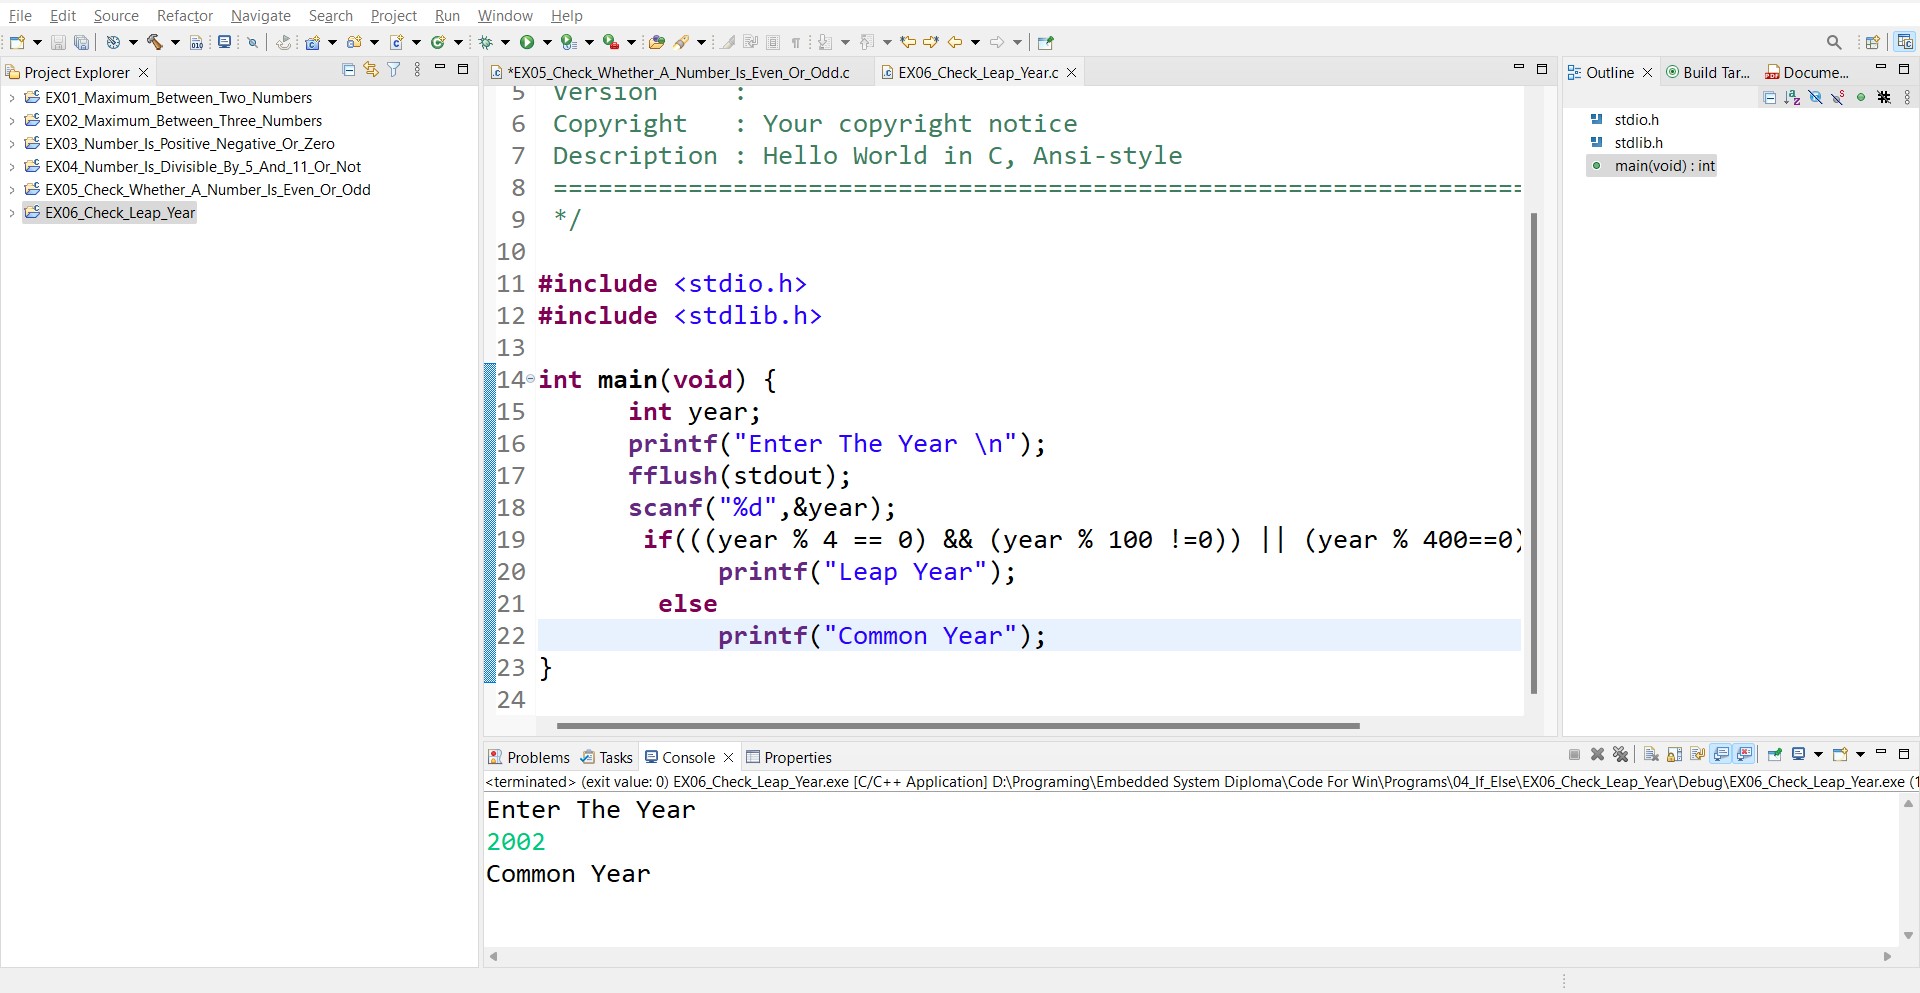 File Edit Source Refactor Navigate Search Project Run Window Help
Project Explorer
EX01_Maximum_Between_Two_Numbers
EX02_Maximum_Between_Three_Numbers
EX03_Number_Is_Positive_Negative_Or_Zero
EX04_Number_Is_Divisible_By_5_And_11_Or_Not
EX05_Check_Whether_A_Number_Is_Even_Or_Odd
EX06_Check_Leap_Year
*EX05_Check_Whether_A_Number_Is_Even_Or_Odd.c EX06_Check_Leap_Year.c
5 Version     :
6 Copyright   : Your copyright notice
7 Description : Hello World in C, Ansi-style
8 =================================================================
9 */
10
11 #include <stdio.h>
12 #include <stdlib.h>
13
14 int main(void) {
15 int year;
16 printf("Enter The Year \n");
17 fflush(stdout);
18 scanf("%d",&year);
19 if(((year % 4 == 0) && (year % 100 !=0)) || (year % 400==0)
20 printf("Leap Year");
21 else
22 printf("Common Year");
23 }
24
Outline Build Tar... Docume...
stdio.h
stdlib.h
main(void) : int
Problems Tasks Console Properties
<terminated> (exit value: 0) EX06_Check_Leap_Year.exe [C/C++ Application] D:\Programing\Embedded System Diploma\Code For Win\Programs\04_If_Else\EX06_Check_Leap_Year\Debug\EX06_Check_Leap_Year.exe (1
Enter The Year
2002
Common Year